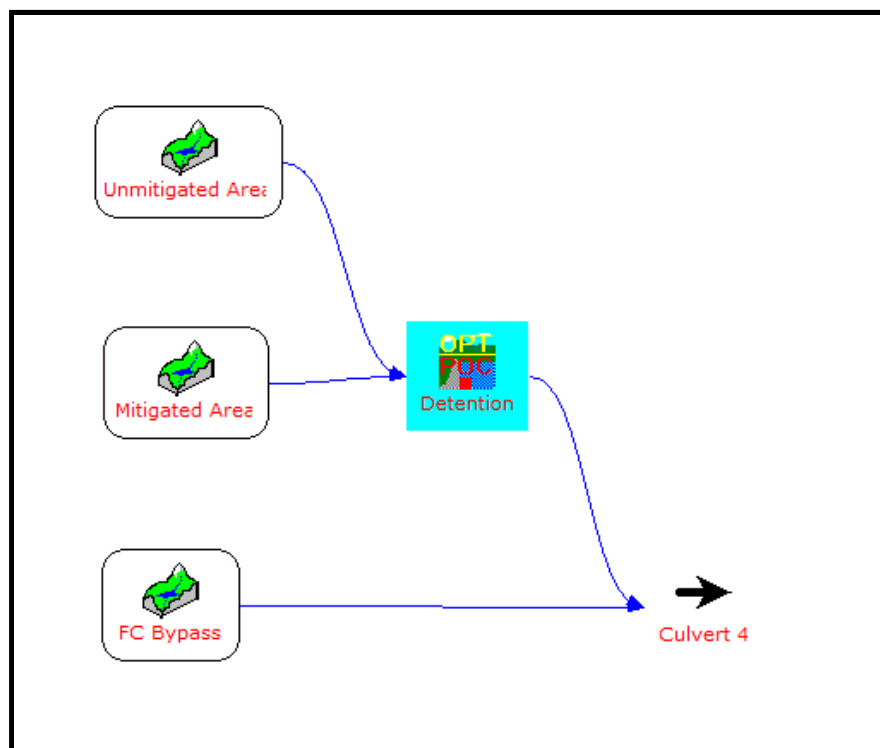 Unmitigated Area
OPT
POC
Mitigated Area
Detention
FC Bypass
Culvert 4